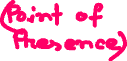 (Point of
Presence)